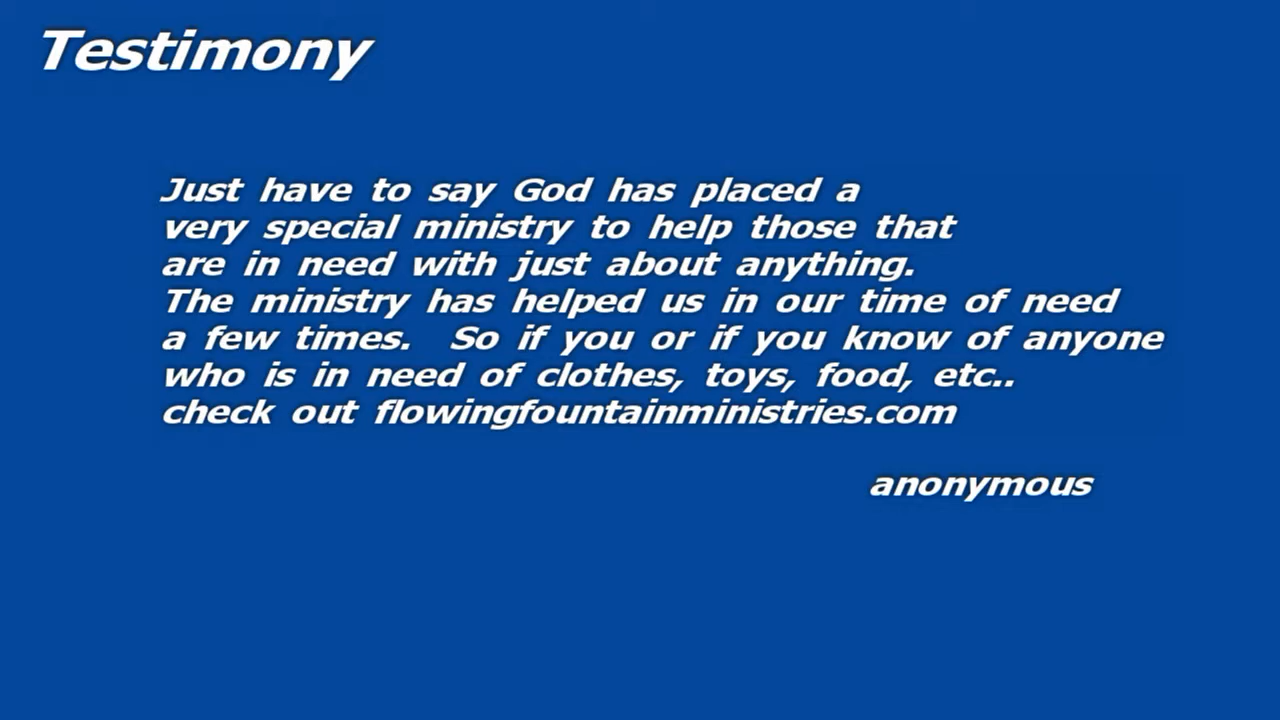 Testimony
Just have to say God has placed a
very special ministry to help those that
are in need with just about anything.
The ministry has helped us in our time of need
a few times.  So if you or if you know of anyone
who is in need of clothes, toys, food, etc..
check out flowingfountainministries.com
anonymous